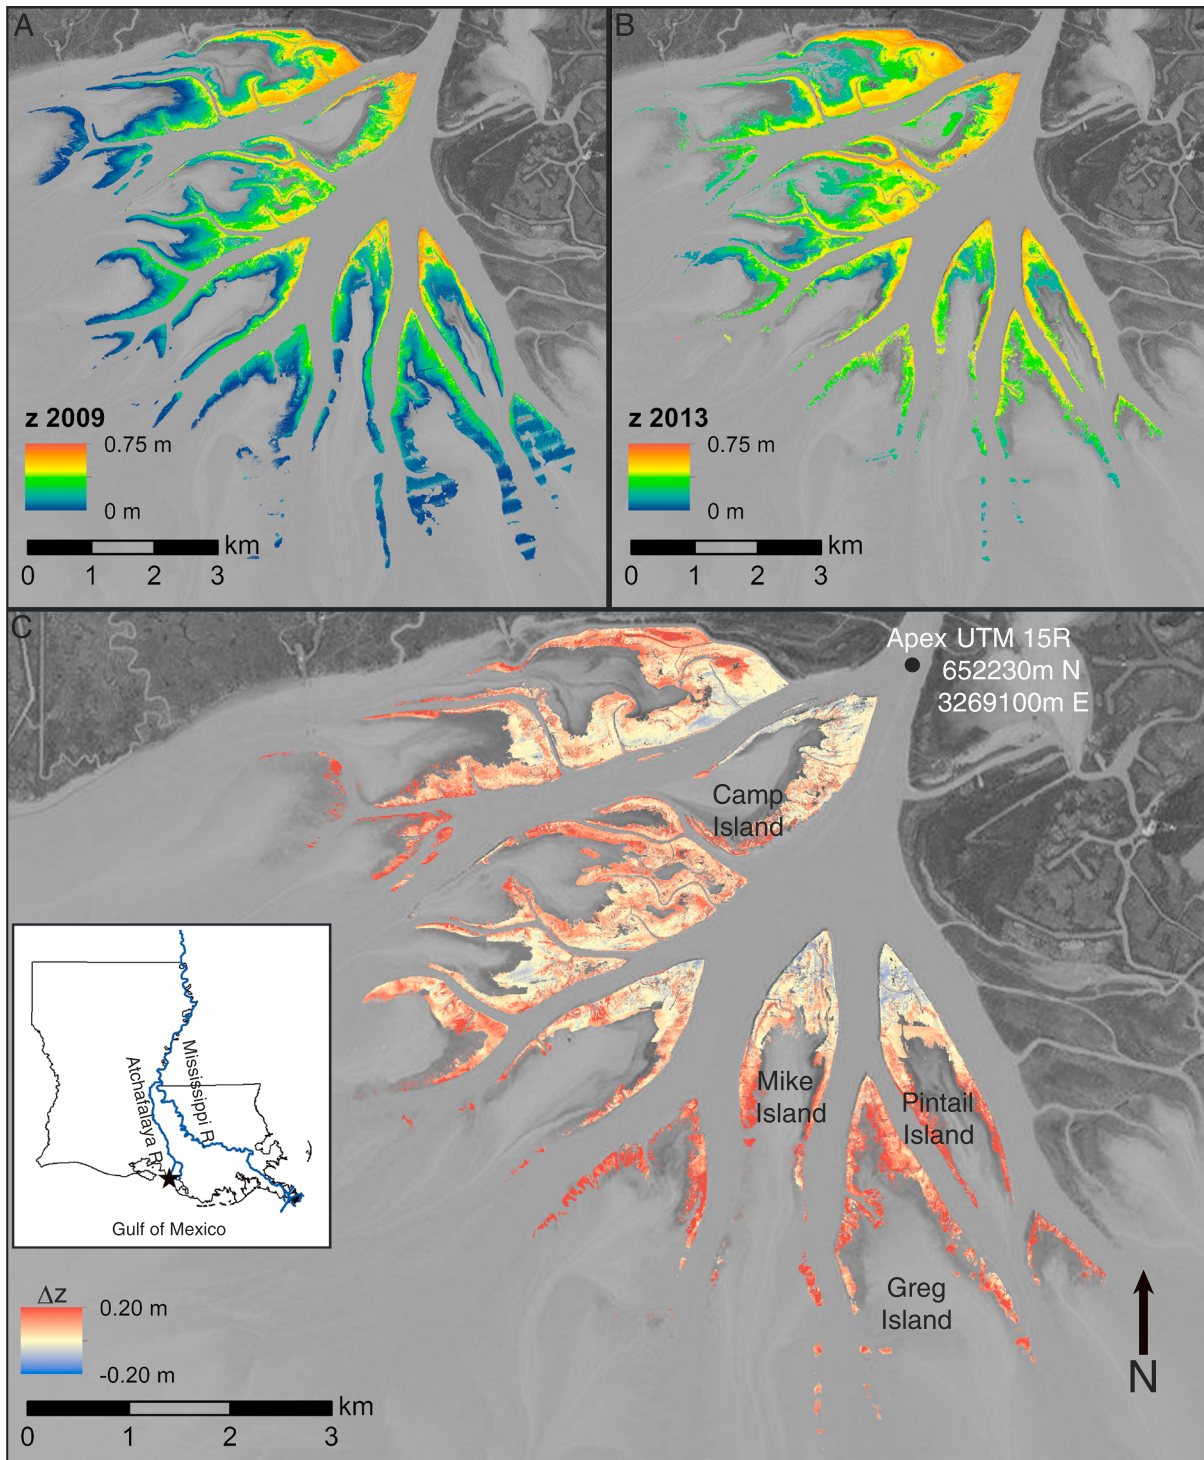 A
z 2009
0.75 m
0 m
km
0 1 2 3
B
z 2013
0.75 m
0 m
km
0 1 2 3
C
Apex UTM 15R
652230m N
3269100m E
Camp
Island
Mike
Island
Pintail
Island
Greg
Island
Mississippi R.
Atchafalaya R.
Gulf of Mexico
Δz
0.20 m
-0.20 m
km
0 1 2 3
N